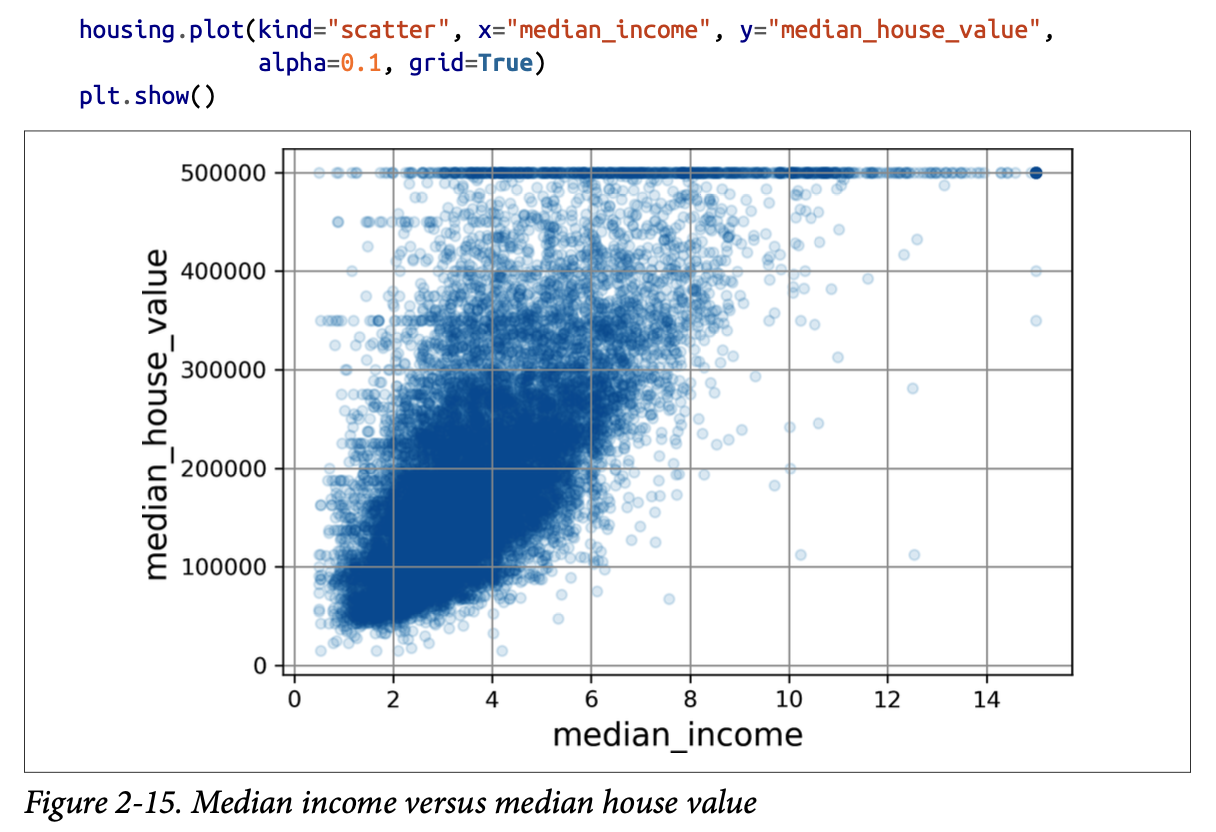 housing.plot(kind="scatter", x="median_income", y="median_house_value",
             alpha=0.1, grid=True)
plt.show()
500000
400000
300000
200000
100000
0
median_house_value
0 2 4 6 8 10 12 14
median_income
Figure 2-15. Median income versus median house value